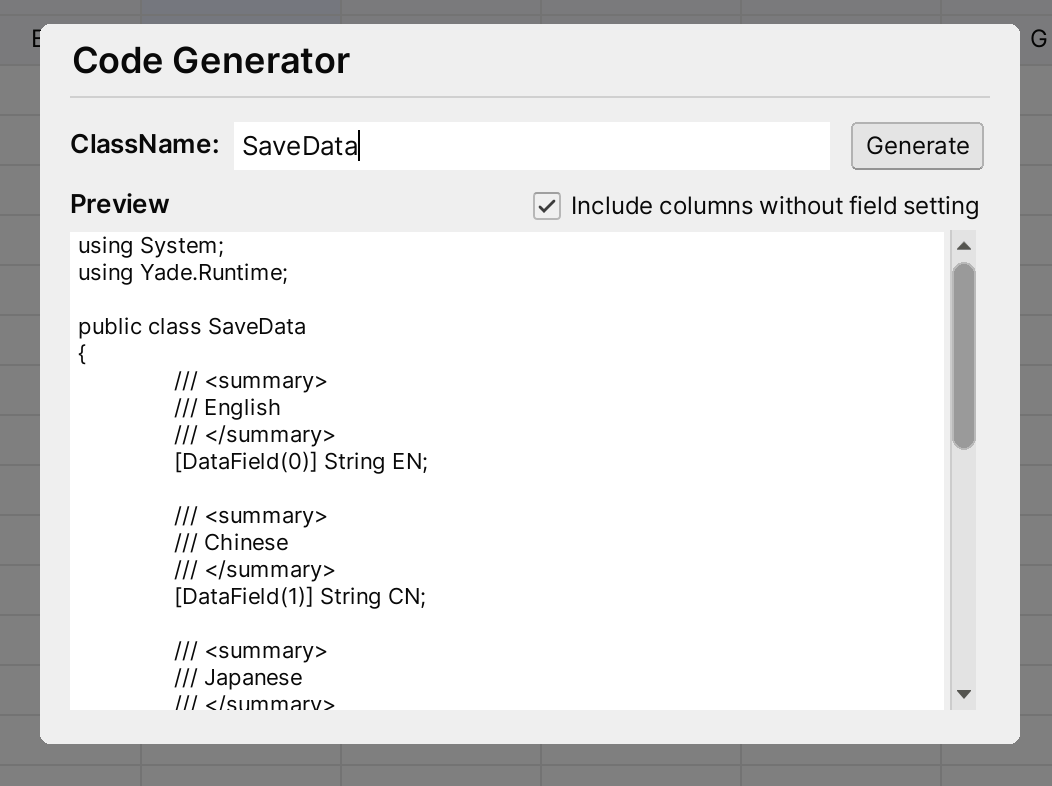 Code Generator
ClassName: SaveData Generate
Preview Include columns without field setting
using System;
using Yade.Runtime;
public class SaveData
{
/// <summary>
/// English
/// </summary>
[DataField(0)] String EN;
/// <summary>
/// Chinese
/// </summary>
[DataField(1)] String CN;
/// <summary>
/// Japanese
/// </summary>
G